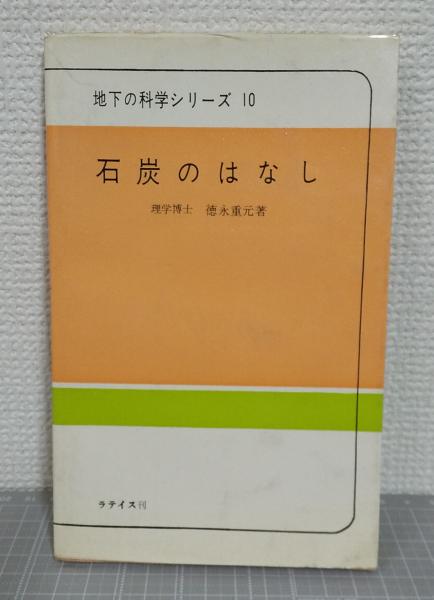 地下の科学シリーズ 10
石炭のはなし
理学博士 徳永重元著
ラテイス刊